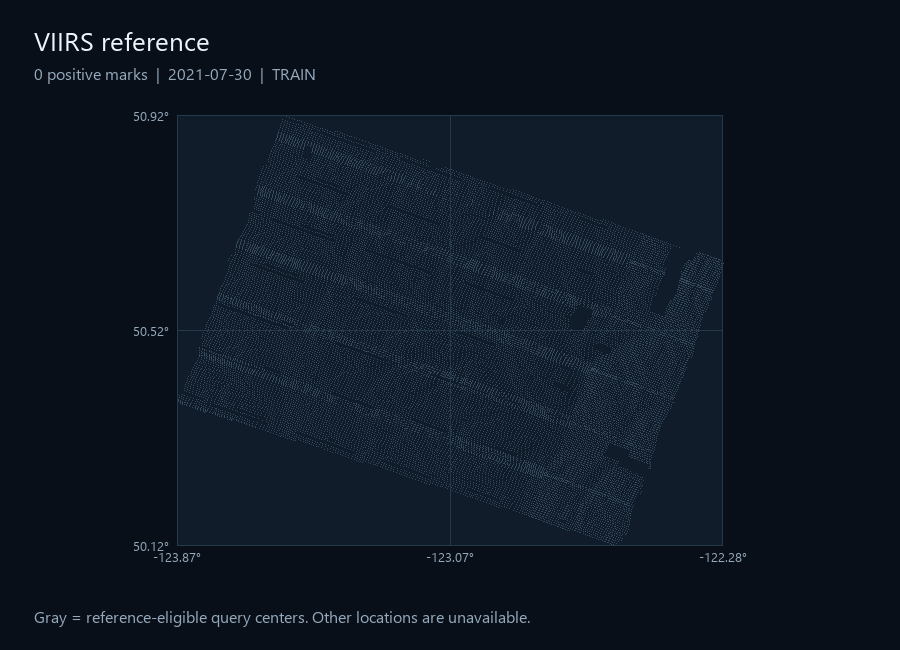 VIIRS reference
0 positive marks | 2021-07-30 | TRAIN
50.92°
50.52°
50.12°
-123.87°
-123.07°
-122.28°
Gray = reference-eligible query centers. Other locations are unavailable.